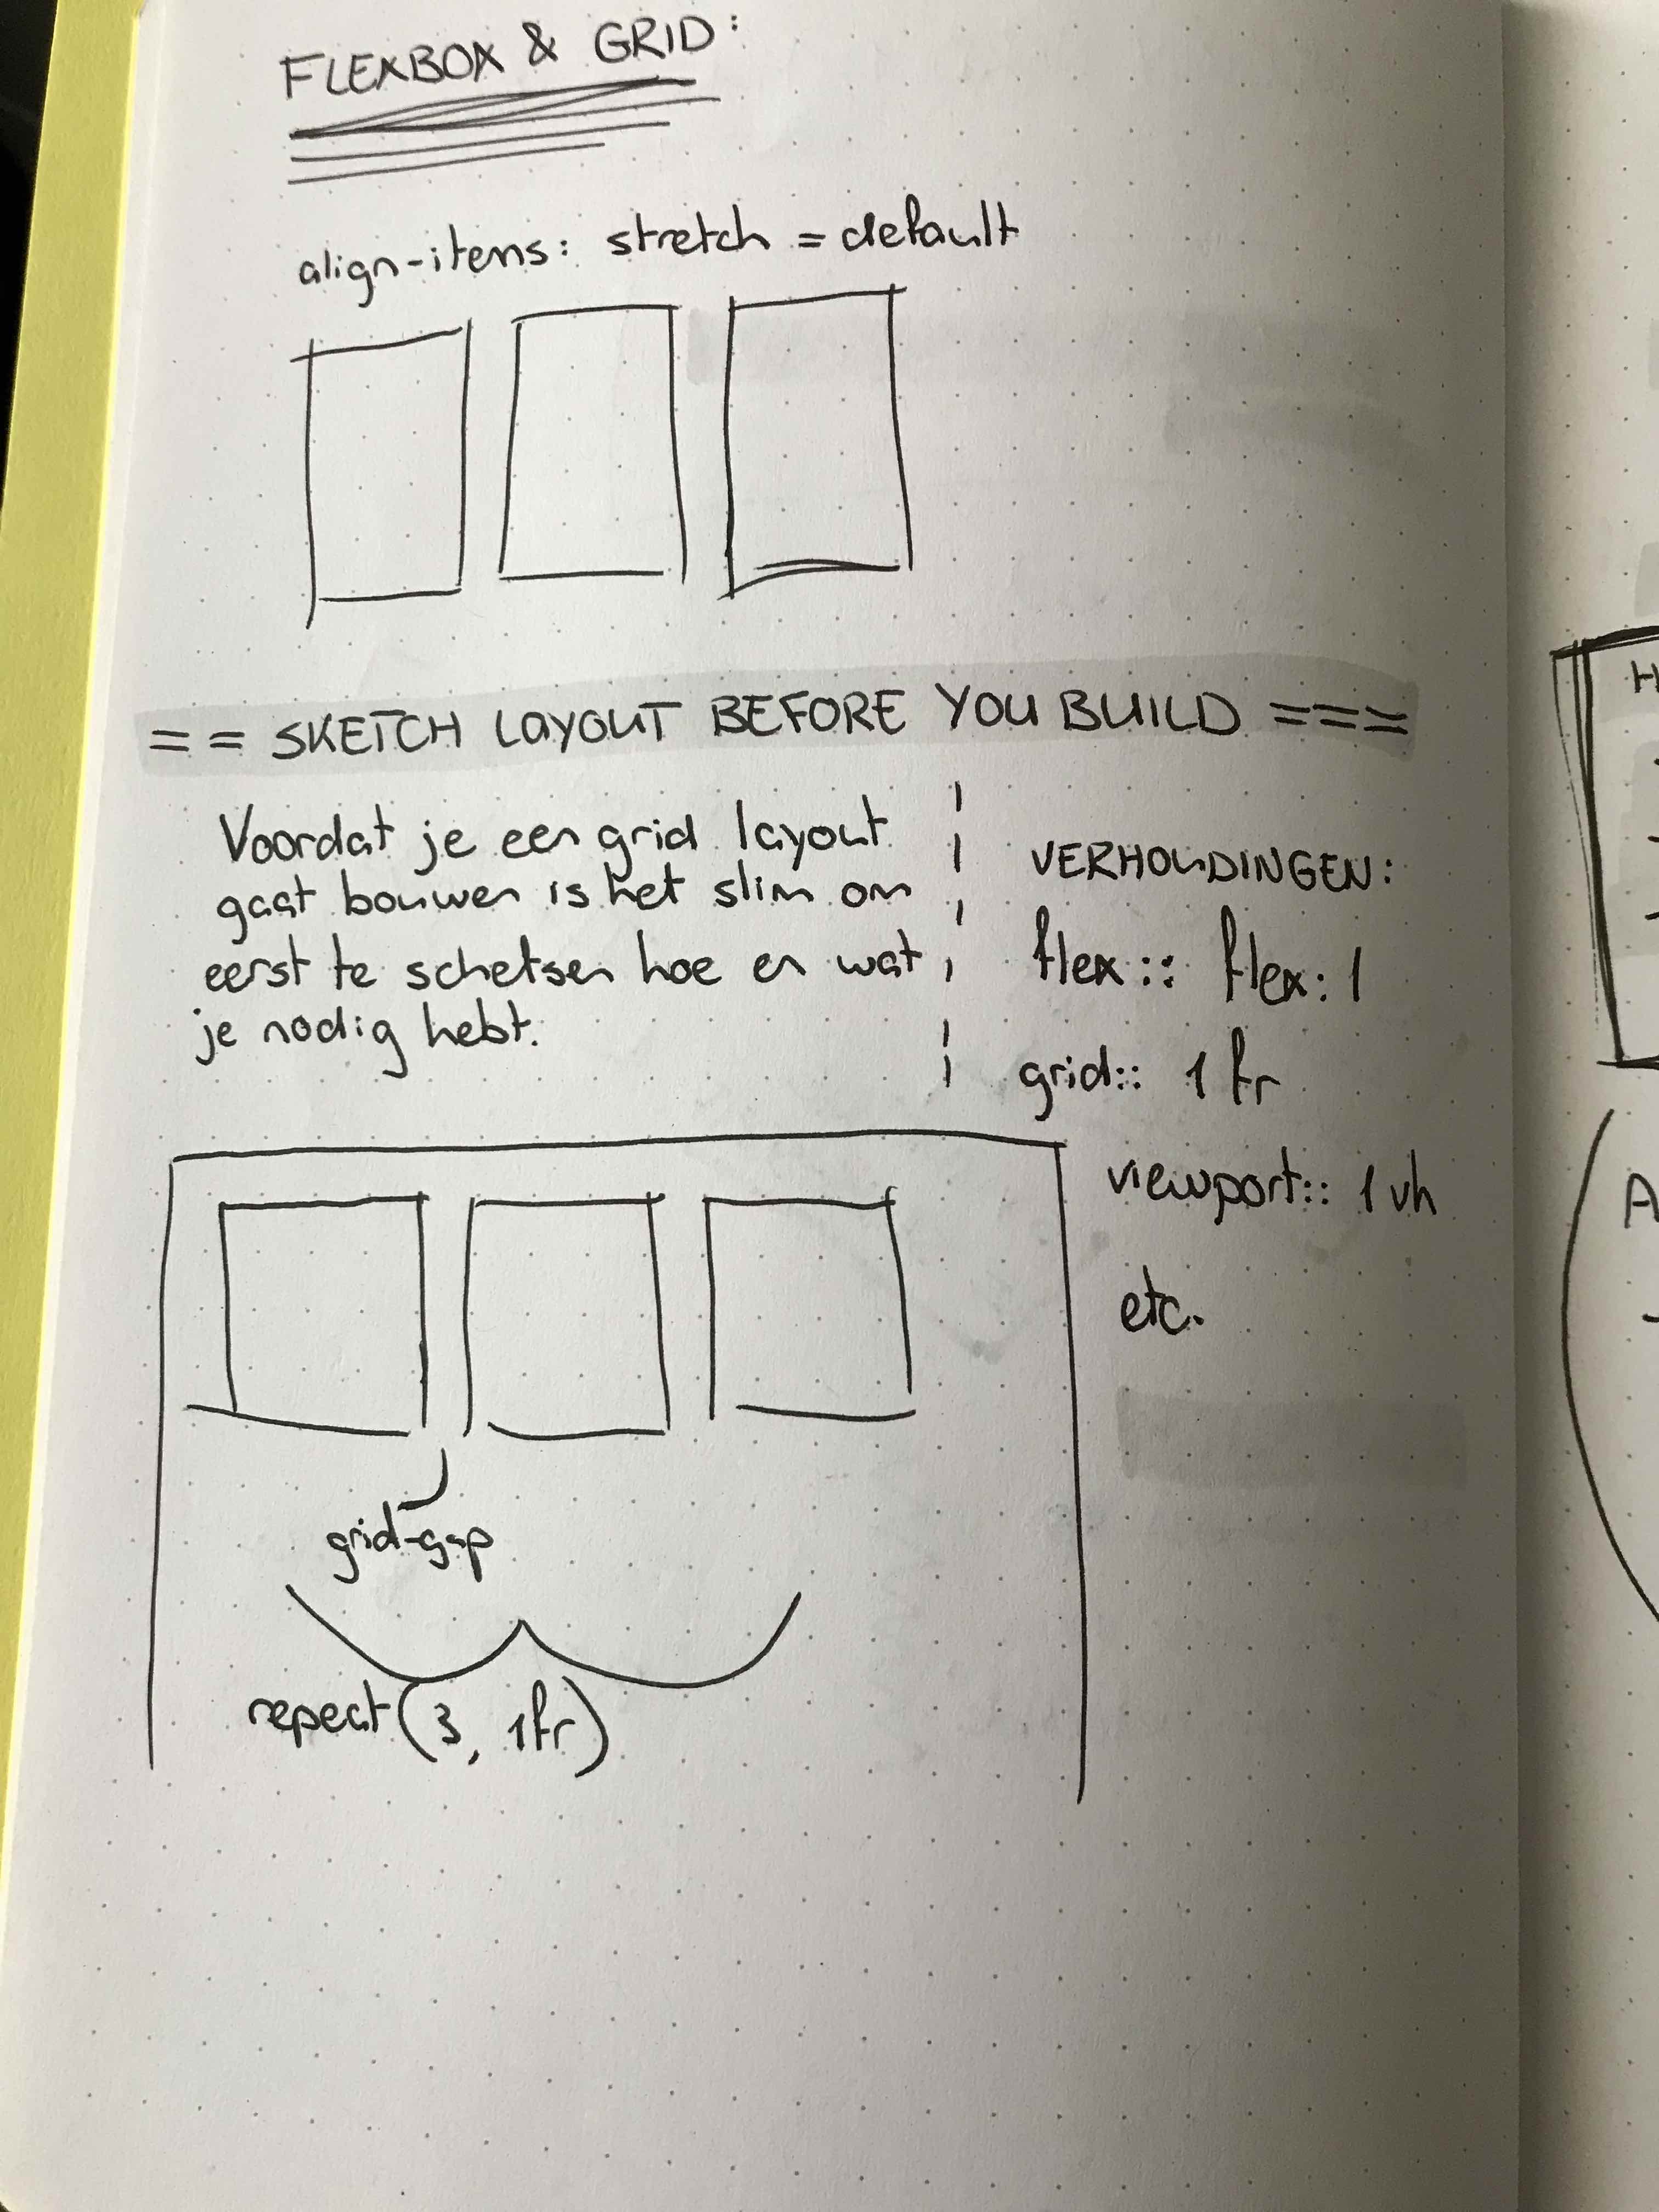 FLEXBOX & GRID:
align-items: stretch = default
== SKETCH LAYOUT BEFORE YOU BUILD ===
Voordat je een grid layout
gaat bouwen is het slim om
eerst te schetsen hoe en wat
je nodig hebt.
VERHOUDINGEN:
flex:: flex: 1
grid:: 1 fr
viewport:: 1 vh
etc.
grid-gap
repeat(3, 1fr)
H
A